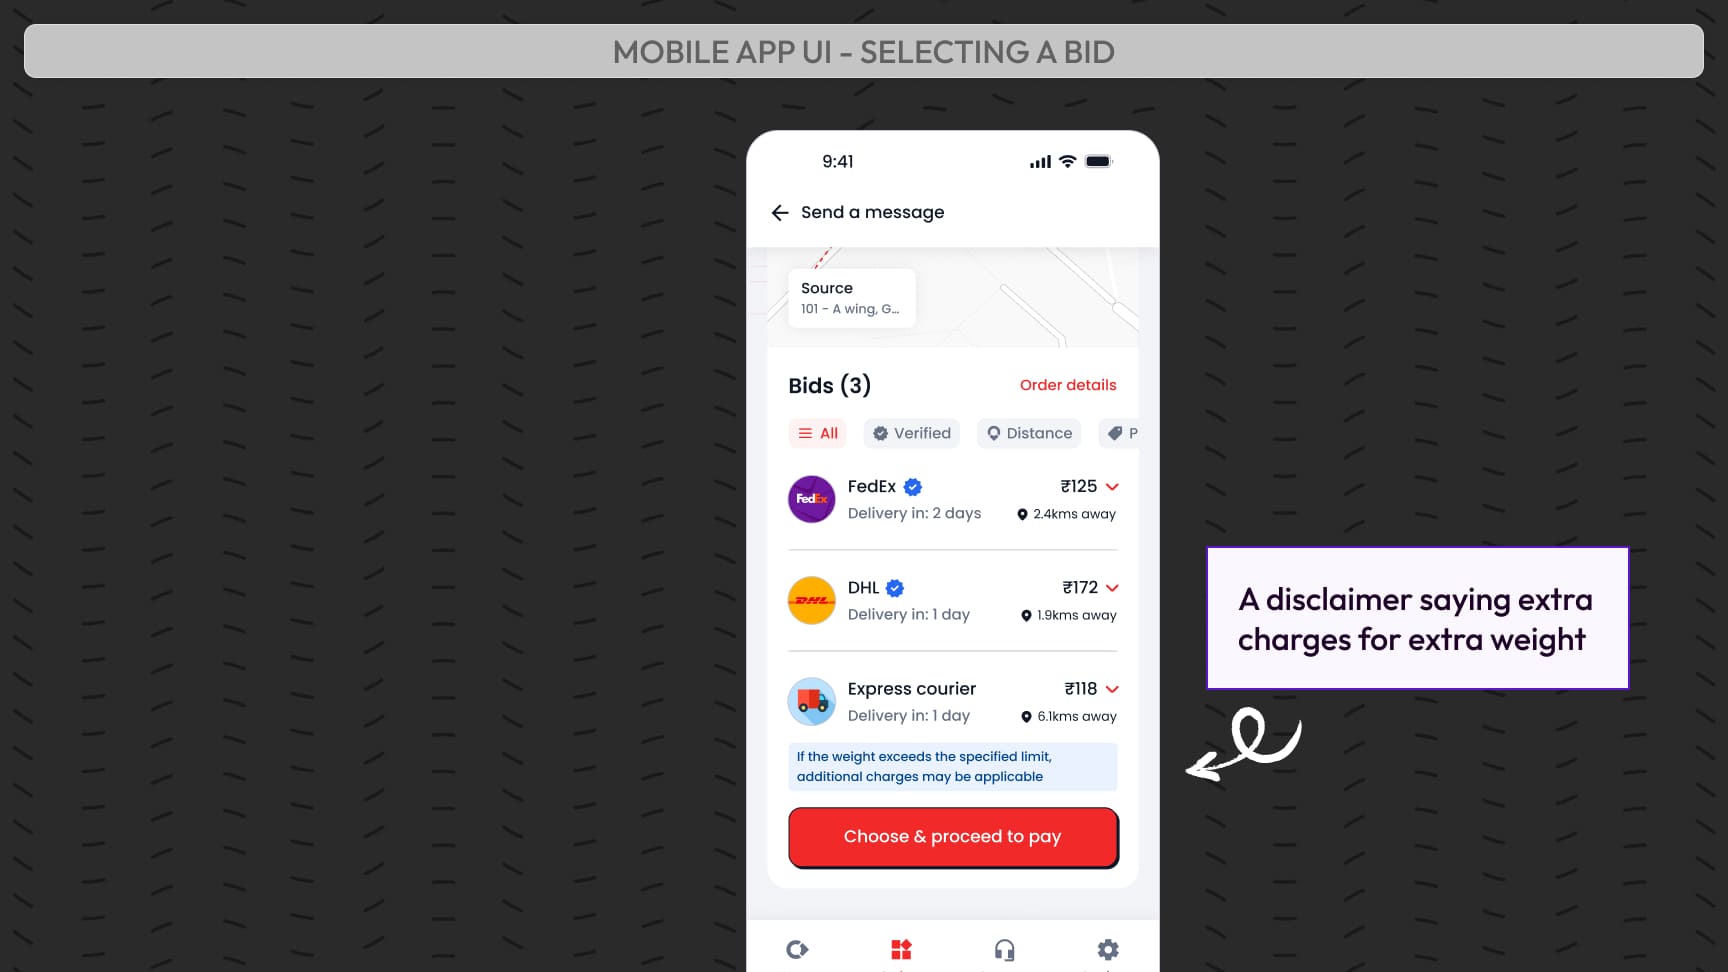 MOBILE APP UI - SELECTING A BID
9:41
Send a message
Source
101 - A wing, G...
Bids (3)
Order details
All
Verified
Distance
P
FedEx
FedEx
₹125
Delivery in: 2 days
2.4kms away
DHL
DHL
₹172
Delivery in: 1 day
1.9kms away
Express courier
₹118
Delivery in: 1 day
6.1kms away
If the weight exceeds the specified limit,
additional charges may be applicable
Choose & proceed to pay
A disclaimer saying extra
charges for extra weight